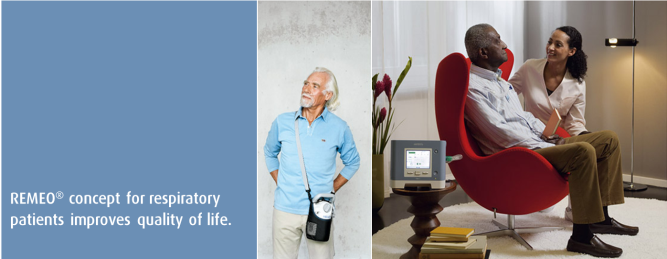 REMEO® concept for respiratory
patients improves quality of life.